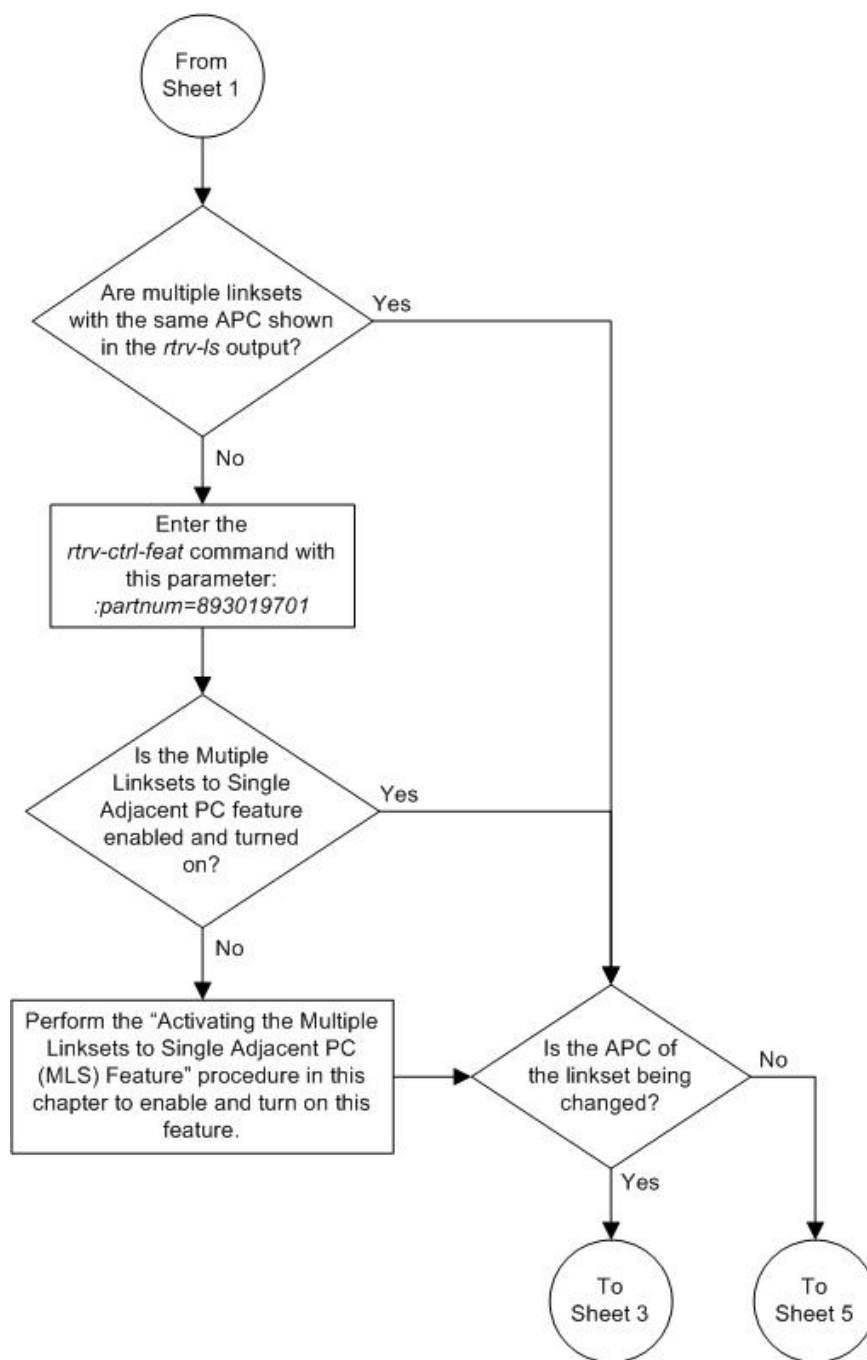 From
Sheet 1
Are multiple linksets
with the same APC shown
in the rtrv-ls output?
Yes
No
Enter the
rtrv-ctrl-feat command with
this parameter:
:partnum=893019701
Is the Mutiple
Linksets to Single
Adjacent PC feature
enabled and turned
on?
Yes
No
Perform the “Activating the Multiple
Linksets to Single Adjacent PC
(MLS) Feature" procedure in this
chapter to enable and turn on this
feature.
Is the APC of
the linkset being
changed?
No
Yes
To
Sheet 3
To
Sheet 5